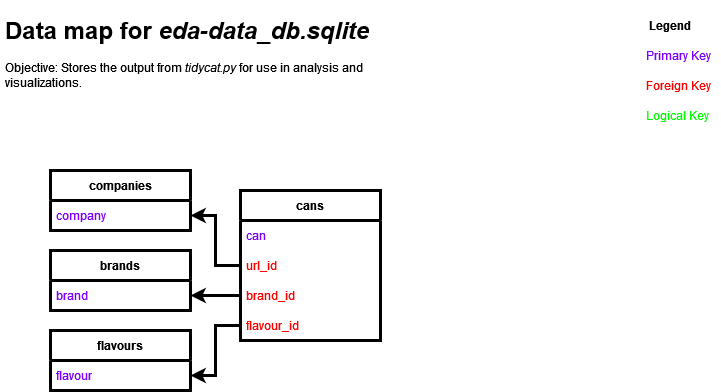 Data map for eda-data_db.sqlite
Objective: Stores the output from tidycat.py for use in analysis and
visualizations.
Legend
Primary Key
Foreign Key
Logical Key
companies
company
brands
brand
flavours
flavour
cans
can
url_id
brand_id
flavour_id